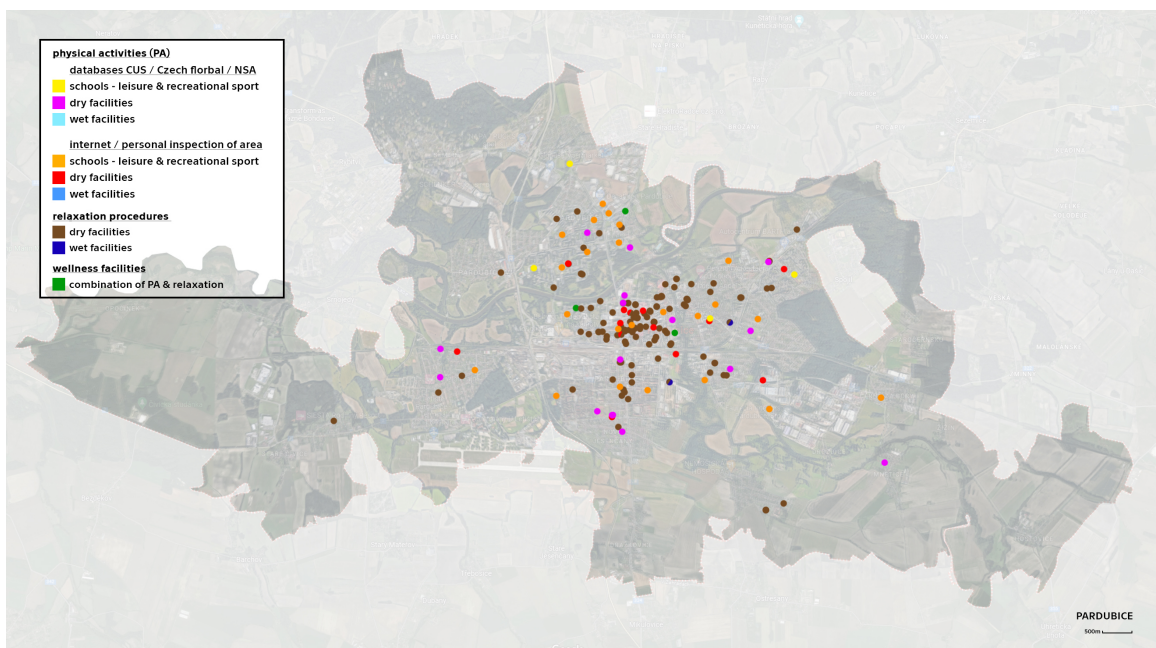 physical activities (PA)
databases CUS / Czech florbal / NSA
schools - leisure & recreational sport
dry facilities
wet facilities
internet / personal inspection of area
schools - leisure & recreational sport
dry facilities
wet facilities
relaxation procedures
dry facilities
wet facilities
wellness facilities
combination of PA & relaxation
PARDUBICE
500m